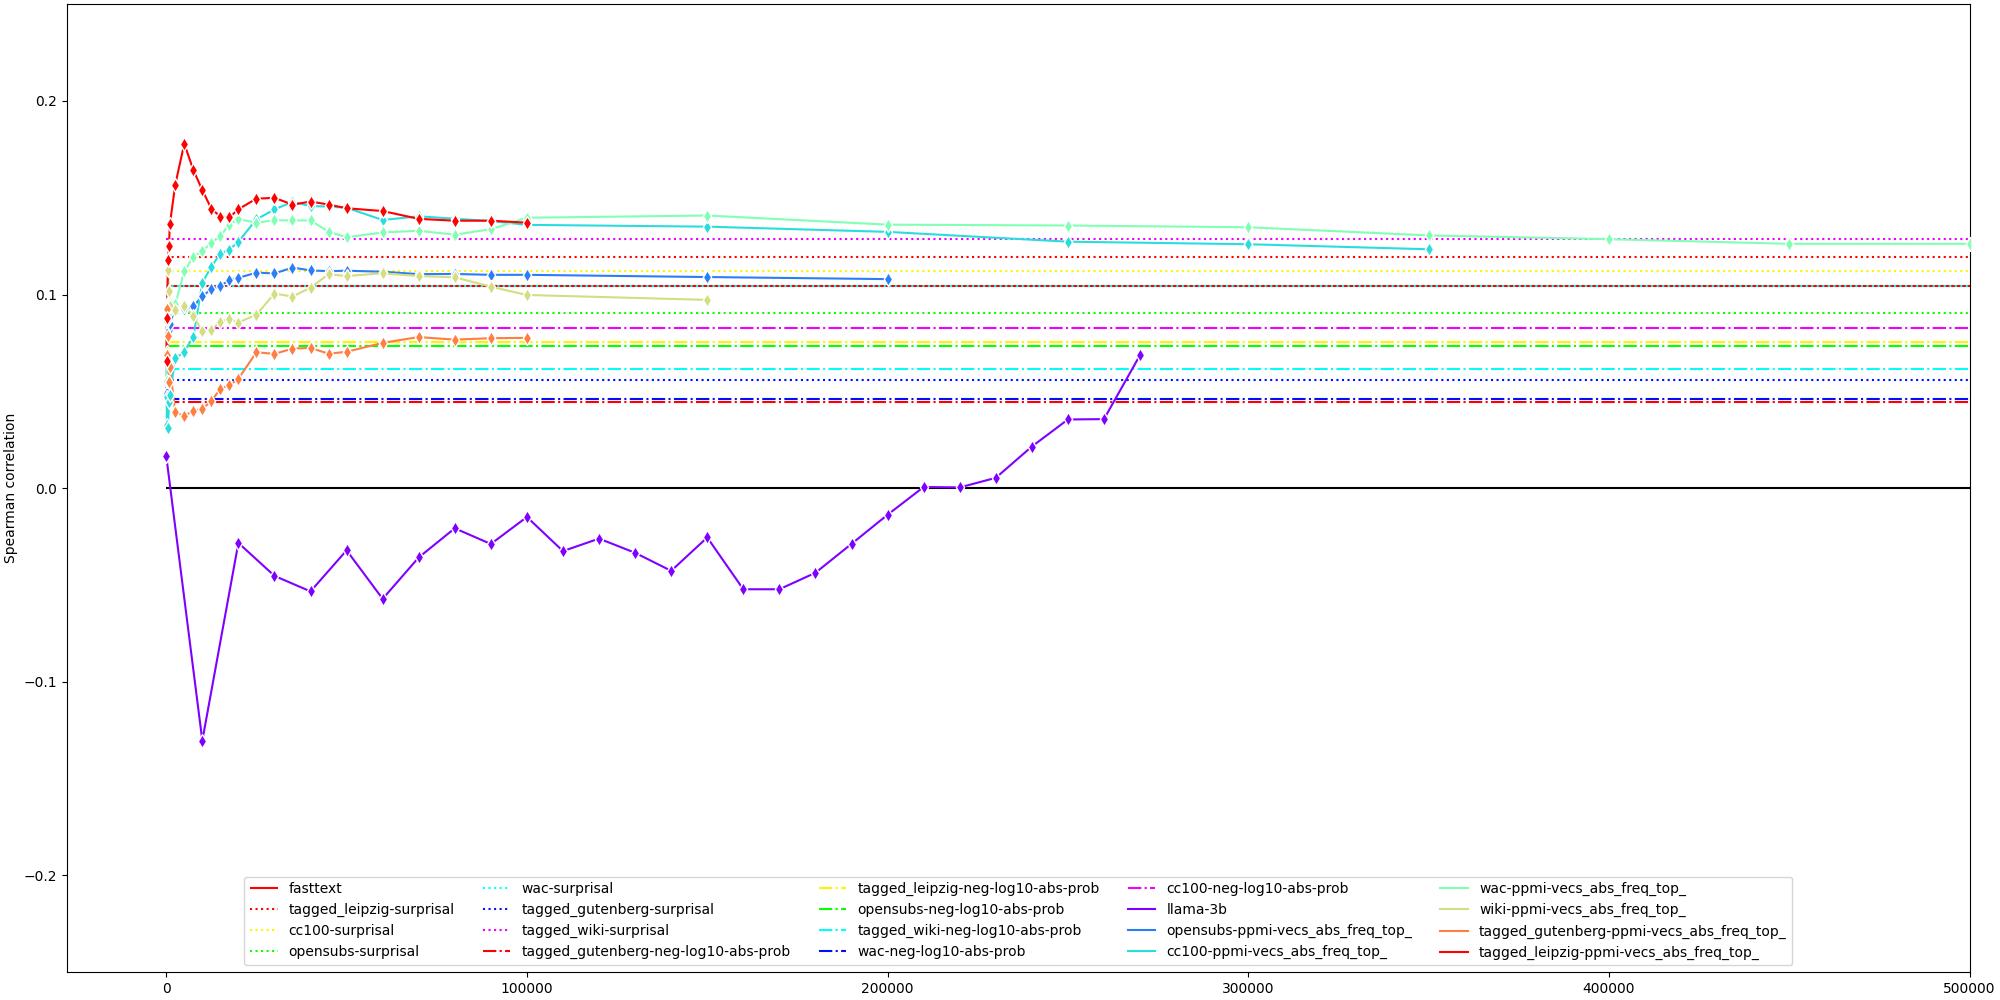 0.2
0.1
0.0
−0.1
−0.2
Spearman correlation
fasttext
tagged_leipzig-surprisal
cc100-surprisal
opensubs-surprisal
wac-surprisal
tagged_gutenberg-surprisal
tagged_wiki-surprisal
tagged_gutenberg-neg-log10-abs-prob
tagged_leipzig-neg-log10-abs-prob
opensubs-neg-log10-abs-prob
tagged_wiki-neg-log10-abs-prob
wac-neg-log10-abs-prob
cc100-neg-log10-abs-prob
llama-3b
opensubs-ppmi-vecs_abs_freq_top_
cc100-ppmi-vecs_abs_freq_top_
wac-ppmi-vecs_abs_freq_top_
wiki-ppmi-vecs_abs_freq_top_
tagged_gutenberg-ppmi-vecs_abs_freq_top_
tagged_leipzig-ppmi-vecs_abs_freq_top_
0 100000 200000 300000 400000 500000